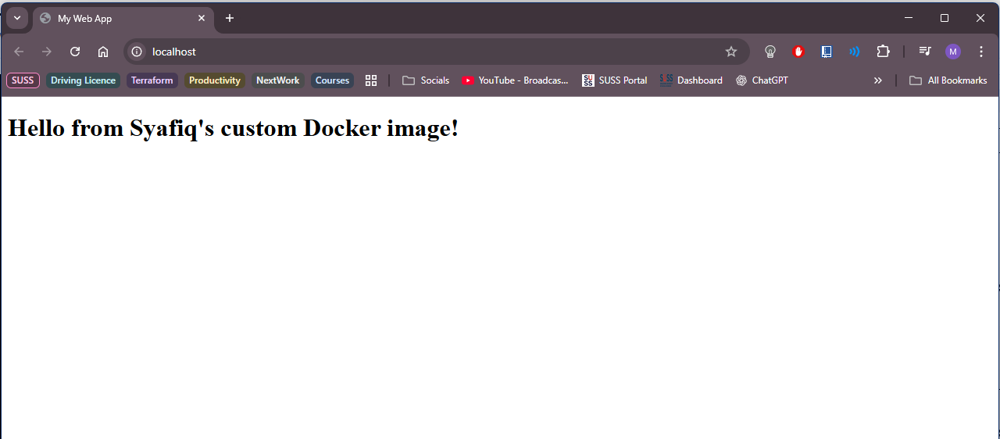 My Web App
localhost
M
SUSS Driving Licence Terraform Productivity NextWork Courses Socials YouTube - Broadcas... SUSS Portal Dashboard ChatGPT All Bookmarks
Hello from Syafiq's custom Docker image!